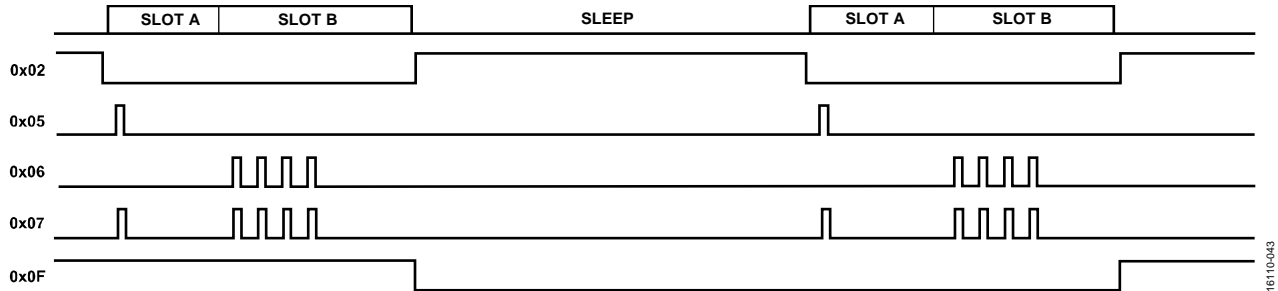 SLOT A SLOT B SLEEP SLOT A SLOT B
0x02
0x05
0x06
0x07
0x0F
16110-043